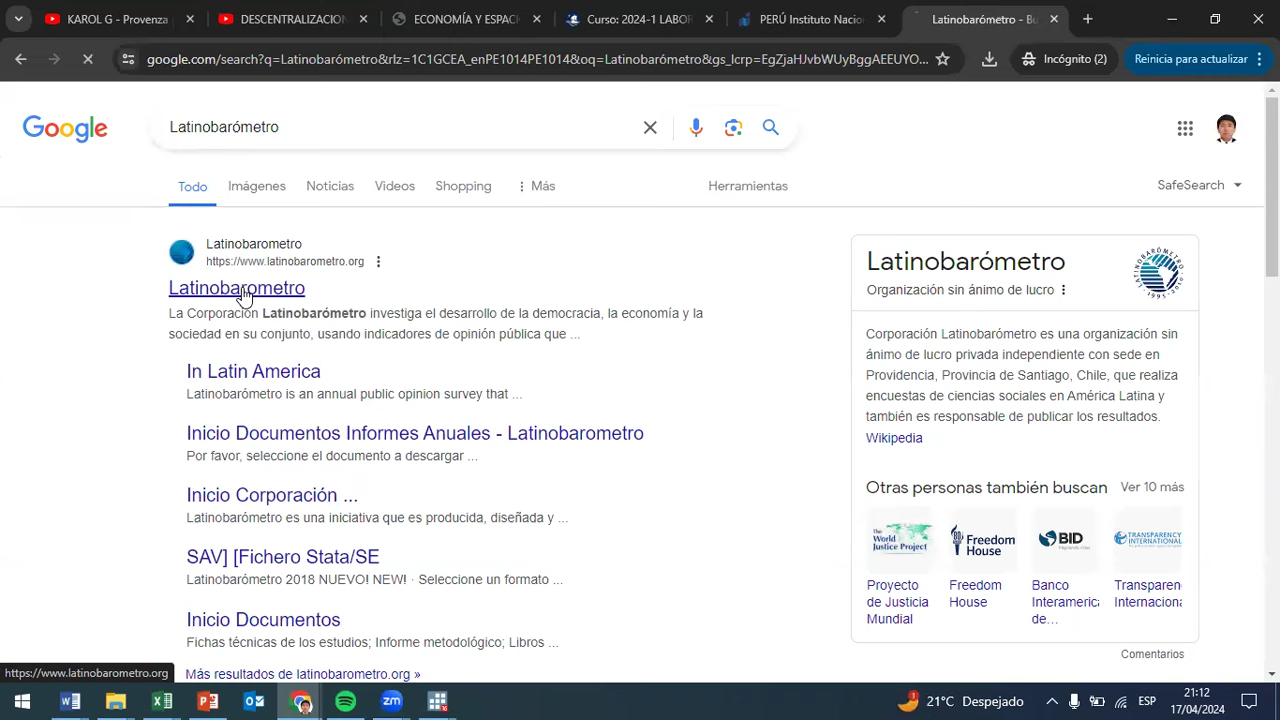 KAROL G - Provenza
DESCENTRALIZACION
ECONOMÍA Y ESPAC
Curso: 2024-1 LABOR
PERÚ Instituto Nacio
Latinobarómetro - Bu
google.com/search?q=Latinobarómetro&rlz=1C1GCEA_enPE1014PE1014&oq=Latinobarómetro&gs_lcrp=EgZjaHJvbWUyBggAEEUYO...
Incógnito (2)
Reinicia para actualizar
Google
Latinobarómetro
Todo
Imágenes
Noticias
Videos
Shopping
Más
Herramientas
SafeSearch
Latinobarometro
https://www.latinobarometro.org
Latinobarometro
La Corporación Latinobarómetro investiga el desarrollo de la democracia, la economía y la
sociedad en su conjunto, usando indicadores de opinión pública que ...
In Latin America
Latinobarómetro is an annual public opinion survey that ...
Inicio Documentos Informes Anuales - Latinobarometro
Por favor, seleccione el documento a descargar ...
Inicio Corporación ...
Latinobarómetro es una iniciativa que es producida, diseñada y ...
SAV] [Fichero Stata/SE
Latinobarómetro 2018 NUEVO! NEW! · Seleccione un formato ...
Inicio Documentos
Fichas técnicas de los estudios; Informe metodológico; Libros ...
Más resultados de latinobarometro.org »
Latinobarómetro
Organización sin ánimo de lucro
LATINOBARÓMETRO
1995
Corporación Latinobarómetro es una organización sin
ánimo de lucro privada independiente con sede en
Providencia, Provincia de Santiago, Chile, que realiza
encuestas de ciencias sociales en América Latina y
también es responsable de publicar los resultados.
Wikipedia
Otras personas también buscan
Ver 10 más
The World Justice Project
Freedom House
BID
TRANSPARENCY INTERNATIONAL
Proyecto de Justicia Mundial
Freedom House
Banco Interamerica de...
Transparen Internaciona
Comentarios
https://www.latinobarometro.org
21°C Despejado
ESP
21:12
17/04/2024